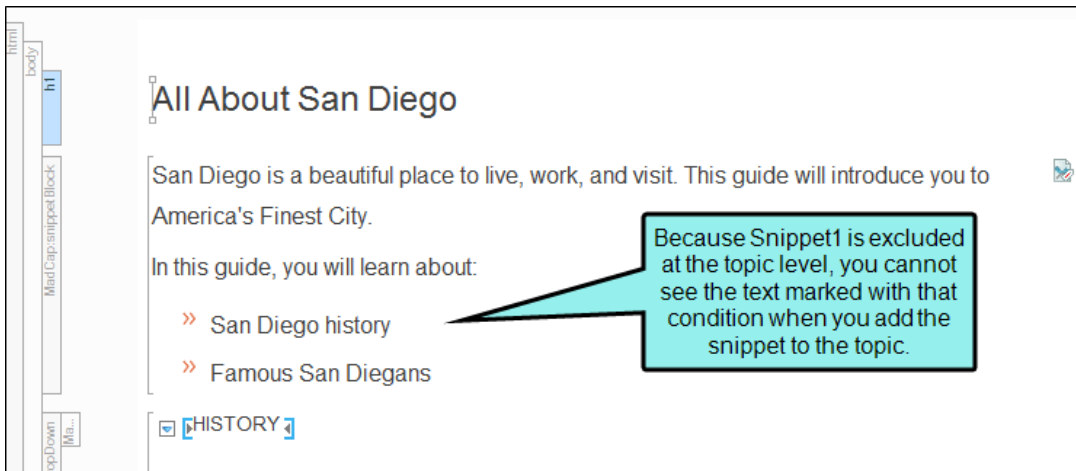 html
body
h1
All About San Diego
MadCap:snippetBlock
San Diego is a beautiful place to live, work, and visit. This guide will introduce you to
America's Finest City.
In this guide, you will learn about:
» San Diego history
» Famous San Diegans
Because Snippet1 is excluded
at the topic level, you cannot
see the text marked with that
condition when you add the
snippet to the topic.
opDown
Ma...
HISTORY